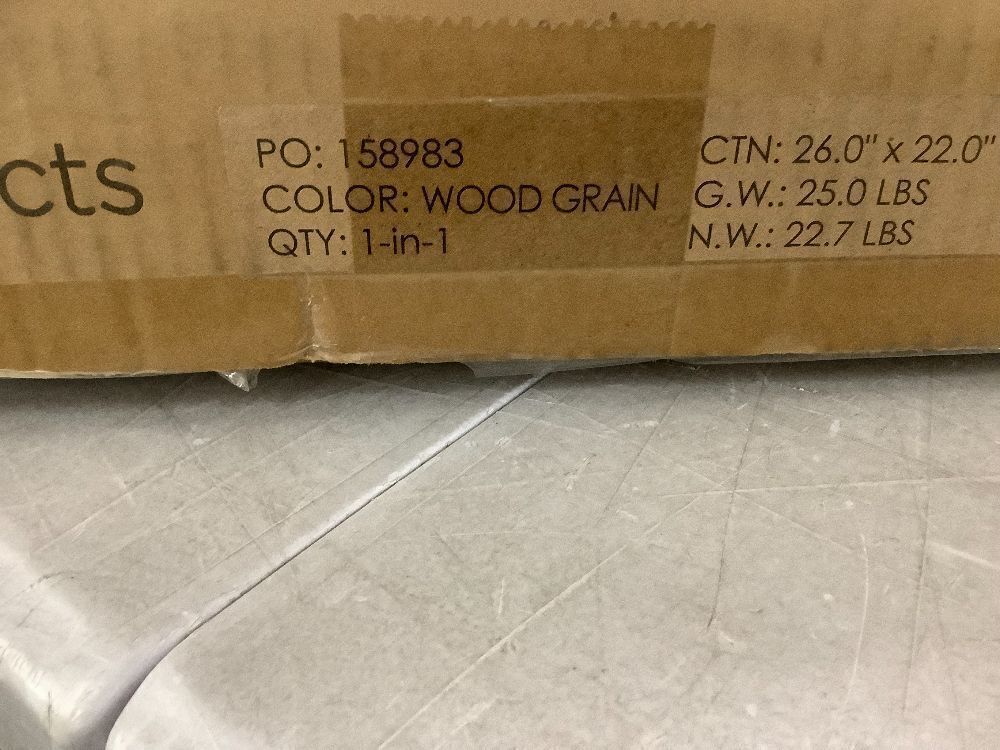 cts
PO: 158983
COLOR: WOOD GRAIN
QTY: 1-in-1
CTN: 26.0" x 22.0"
G.W.: 25.0 LBS
N.W.: 22.7 LBS